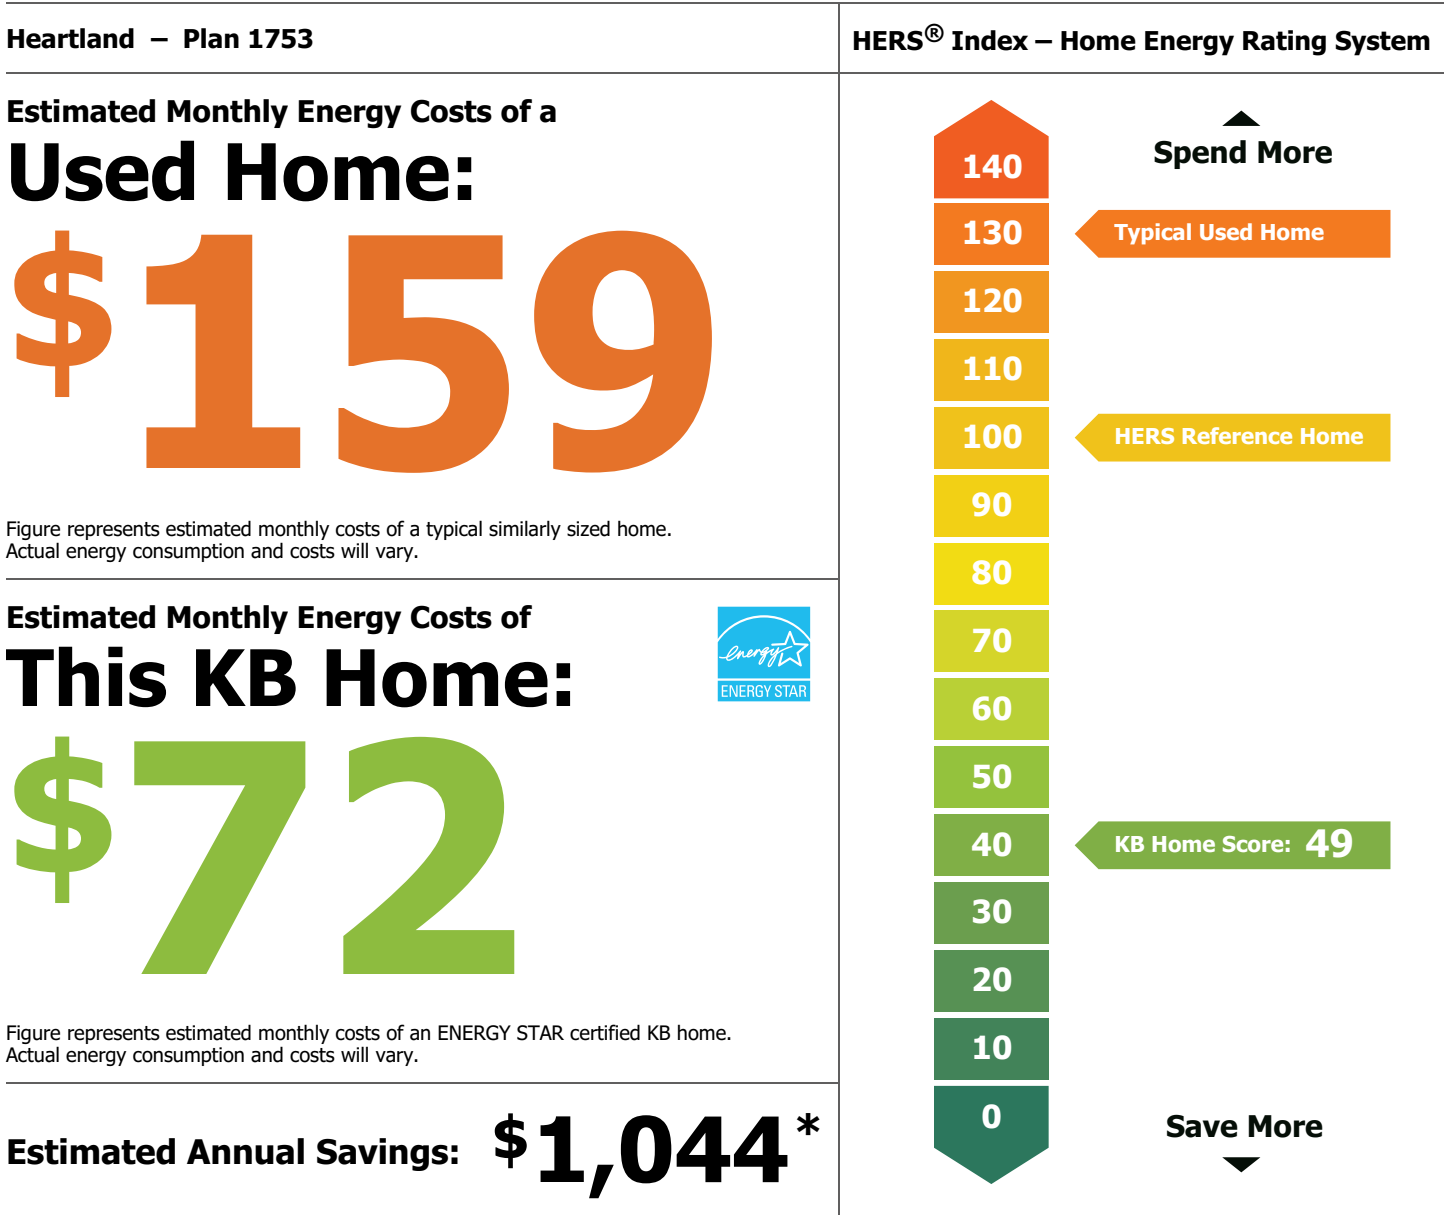 Heartland – Plan 1753
Estimated Monthly Energy Costs of a
Used Home:
$159
Figure represents estimated monthly costs of a typical similarly sized home.
Actual energy consumption and costs will vary.
Estimated Monthly Energy Costs of
This KB Home:
energy
ENERGY STAR
$72
Figure represents estimated monthly costs of an ENERGY STAR certified KB home.
Actual energy consumption and costs will vary.
Estimated Annual Savings: $1,044*
HERS® Index – Home Energy Rating System
Spend More
140
130 Typical Used Home
120
110
100 HERS Reference Home
90
80
70
60
50
40 KB Home Score: 49
30
20
10
0
Save More